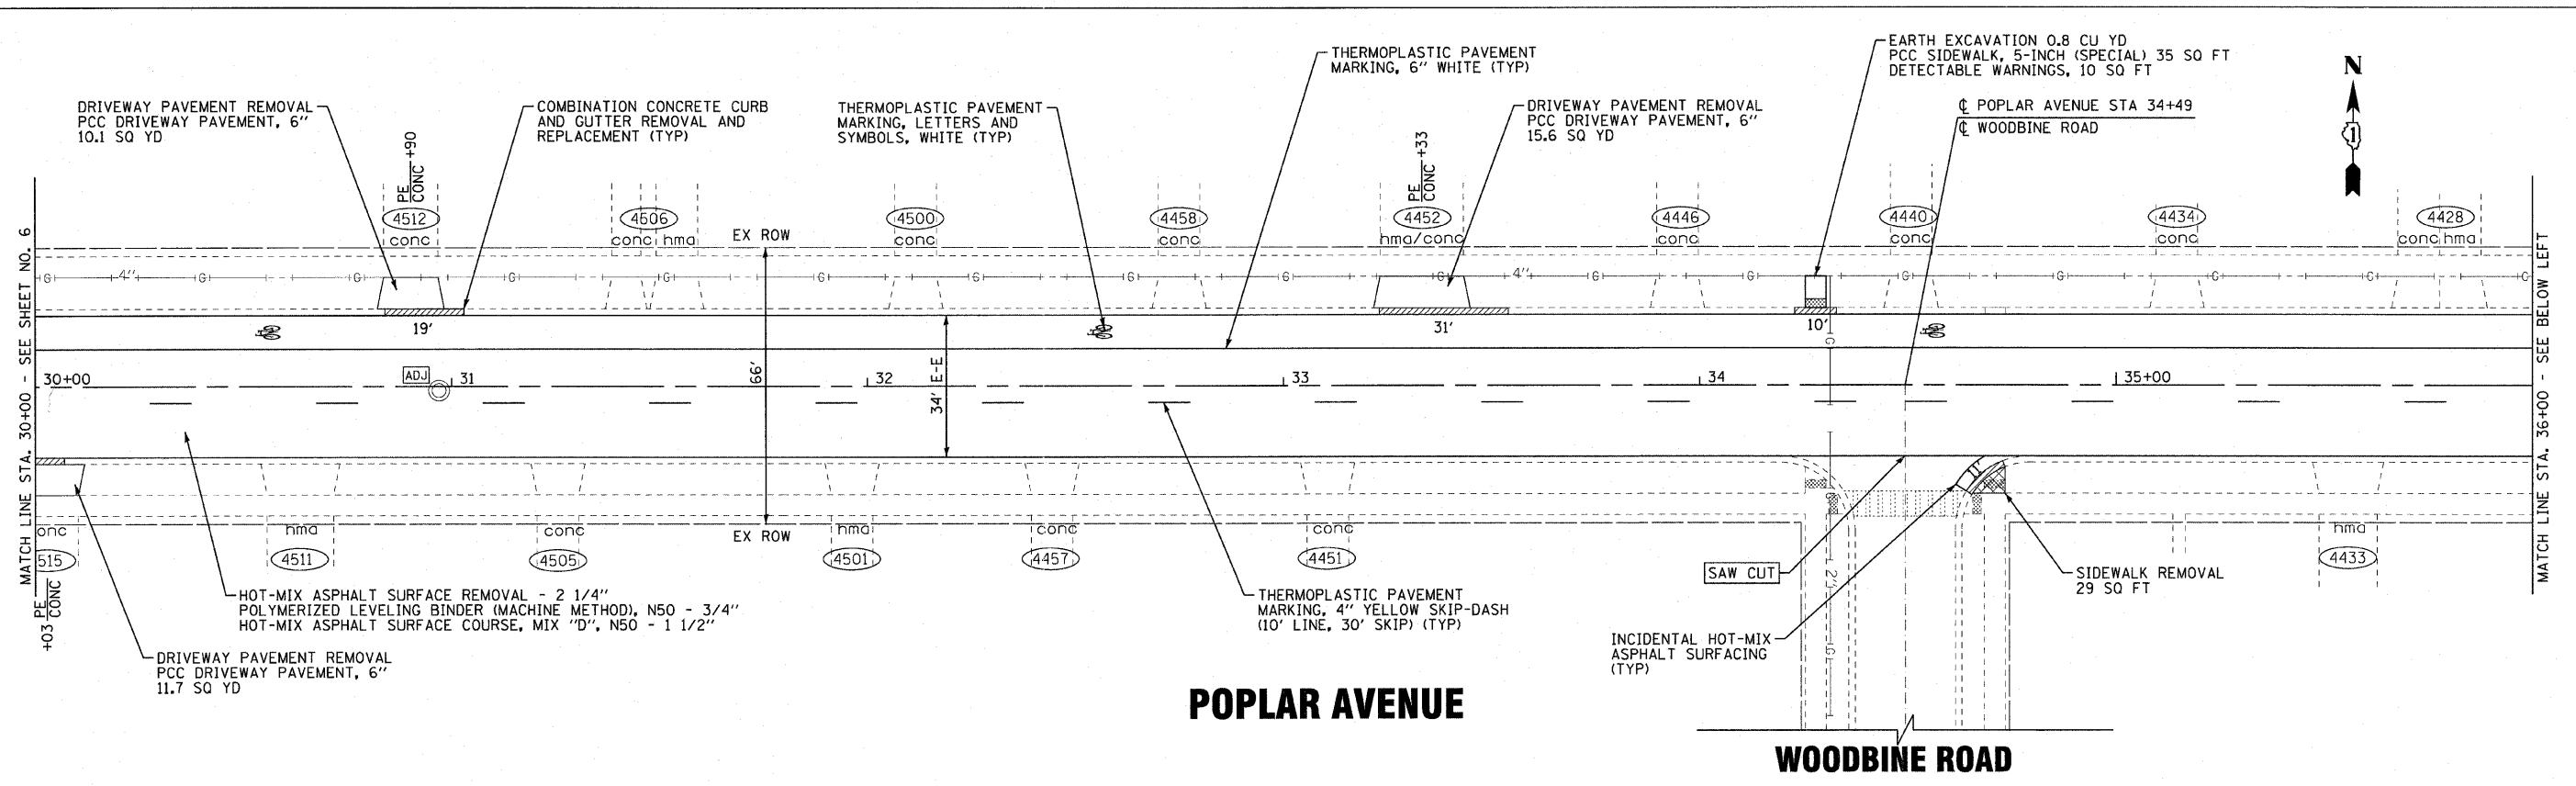 THERMOPLASTIC PAVEMENT
MARKING, 6" WHITE (TYP)
EARTH EXCAVATION 0.8 CU YD
PCC SIDEWALK, 5-INCH (SPECIAL) 35 SQ FT
DETECTABLE WARNINGS, 10 SQ FT
N
1
DRIVEWAY PAVEMENT REMOVAL
PCC DRIVEWAY PAVEMENT, 6"
10.1 SQ YD
PE
CONC
+90
COMBINATION CONCRETE CURB
AND GUTTER REMOVAL AND
REPLACEMENT (TYP)
THERMOPLASTIC PAVEMENT
MARKING, LETTERS AND
SYMBOLS, WHITE (TYP)
PE
CONC
+33
DRIVEWAY PAVEMENT REMOVAL
PCC DRIVEWAY PAVEMENT, 6"
15.6 SQ YD
℄ POPLAR AVENUE STA 34+49
℄ WOODBINE ROAD
4512
conc
4506
conc hma
EX ROW
4500
conc
4458
conc
4452
hma/conc
4446
conc
4440
conc
4434
conc
4428
conc hma
MATCH LINE STA. 30+00 - SEE SHEET NO. 6
MATCH LINE STA. 36+00 - SEE BELOW LEFT
G 4" G G G G G G G G 4" G G G G G G G
19'
31'
10'
G
30+00
ADJ
31
66'
32
34' E-E
33
34
35+00
onc
515
hma
4511
conc
4505
EX ROW
hma
4501
conc
4457
conc
4451
hma
4433
+03
PE
CONC
HOT-MIX ASPHALT SURFACE REMOVAL - 2 1/4"
POLYMERIZED LEVELING BINDER (MACHINE METHOD), N50 - 3/4"
HOT-MIX ASPHALT SURFACE COURSE, MIX "D", N50 - 1 1/2"
THERMOPLASTIC PAVEMENT
MARKING, 4" YELLOW SKIP-DASH
(10' LINE, 30' SKIP) (TYP)
SAW CUT
2"
G
SIDEWALK REMOVAL
29 SQ FT
INCIDENTAL HOT-MIX
ASPHALT SURFACING
(TYP)
DRIVEWAY PAVEMENT REMOVAL
PCC DRIVEWAY PAVEMENT, 6"
11.7 SQ YD
POPLAR AVENUE
WOODBINE ROAD